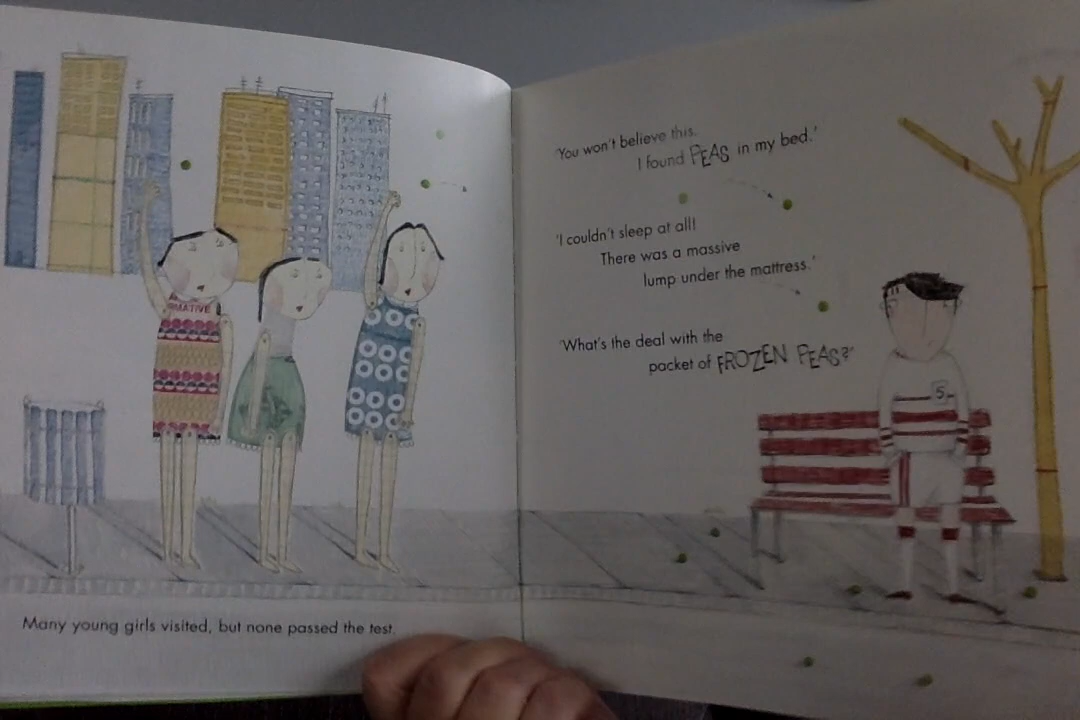 MATIVE
Many young girls visited, but none passed the test.
'You won't believe this.
I found PEAS in my bed.'
'I couldn't sleep at all!
There was a massive
lump under the mattress.'
'What's the deal with the
packet of FROZEN PEAS?'
5